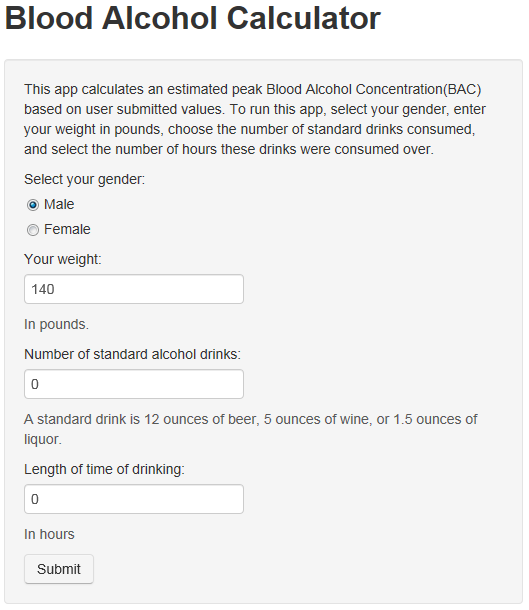 Blood Alcohol Calculator
This app calculates an estimated peak Blood Alcohol Concentration(BAC)
based on user submitted values. To run this app, select your gender, enter
your weight in pounds, choose the number of standard drinks consumed,
and select the number of hours these drinks were consumed over.
Select your gender:
Male
Female
Your weight:
140
In pounds.
Number of standard alcohol drinks:
0
A standard drink is 12 ounces of beer, 5 ounces of wine, or 1.5 ounces of
liquor.
Length of time of drinking:
0
In hours
Submit